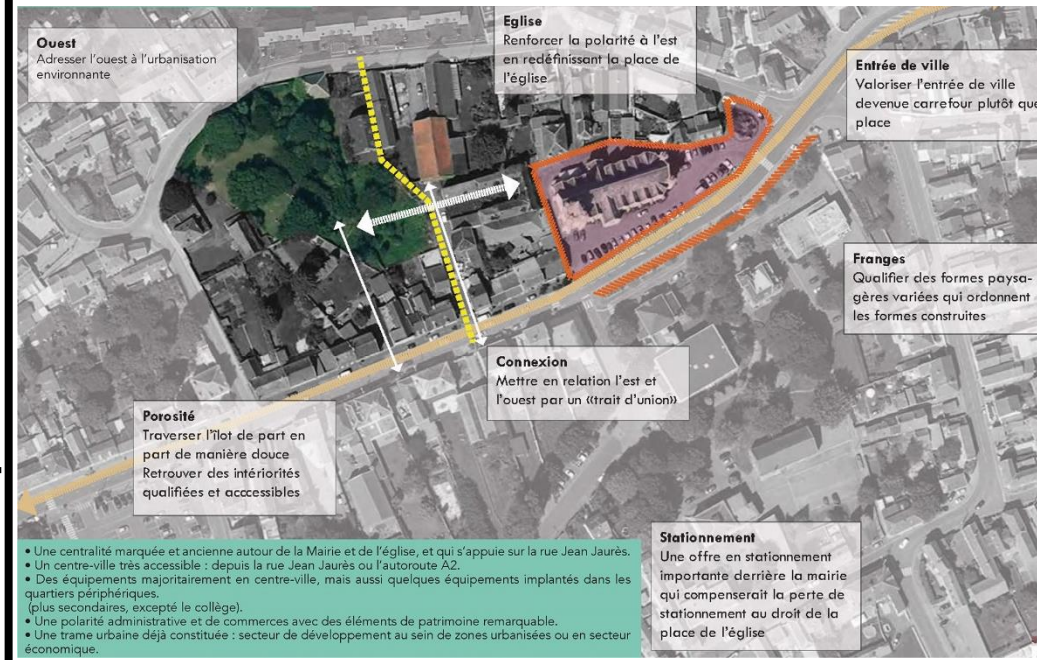 Ouest
Adresser l'ouest à l'urbanisation
environnante
Eglise
Renforcer la polarité à l'est
en redéfinissant la place de
l'église
Entrée de ville
Valoriser l'entrée de ville
devenue carrefour plutôt que
place
Franges
Qualifier des formes paysa-
gères variées qui ordonnent
les formes construites
Connexion
Mettre en relation l'est et
l'ouest par un «trait d'union»
Porosité
Traverser l'îlot de part en
part de manière douce
Retrouver des intériorités
qualifiées et acccessibles
Stationnement
Une offre en stationnement
importante derrière la mairie
qui compenserait la perte de
stationnement au droit de la
place de l'église
• Une centralité marquée et ancienne autour de la Mairie et de l'église, et qui s'appuie sur la rue Jean Jaurès.
• Un centre-ville très accessible : depuis la rue Jean Jaurès ou l'autoroute A2.
• Des équipements majoritairement en centre-ville, mais aussi quelques équipements implantés dans les
quartiers périphériques.
(plus secondaires, excepté le collège).
• Une polarité administrative et de commerces avec des éléments de patrimoine remarquable.
• Une trame urbaine déjà constituée : secteur de développement au sein de zones urbanisées ou en secteur
économique.